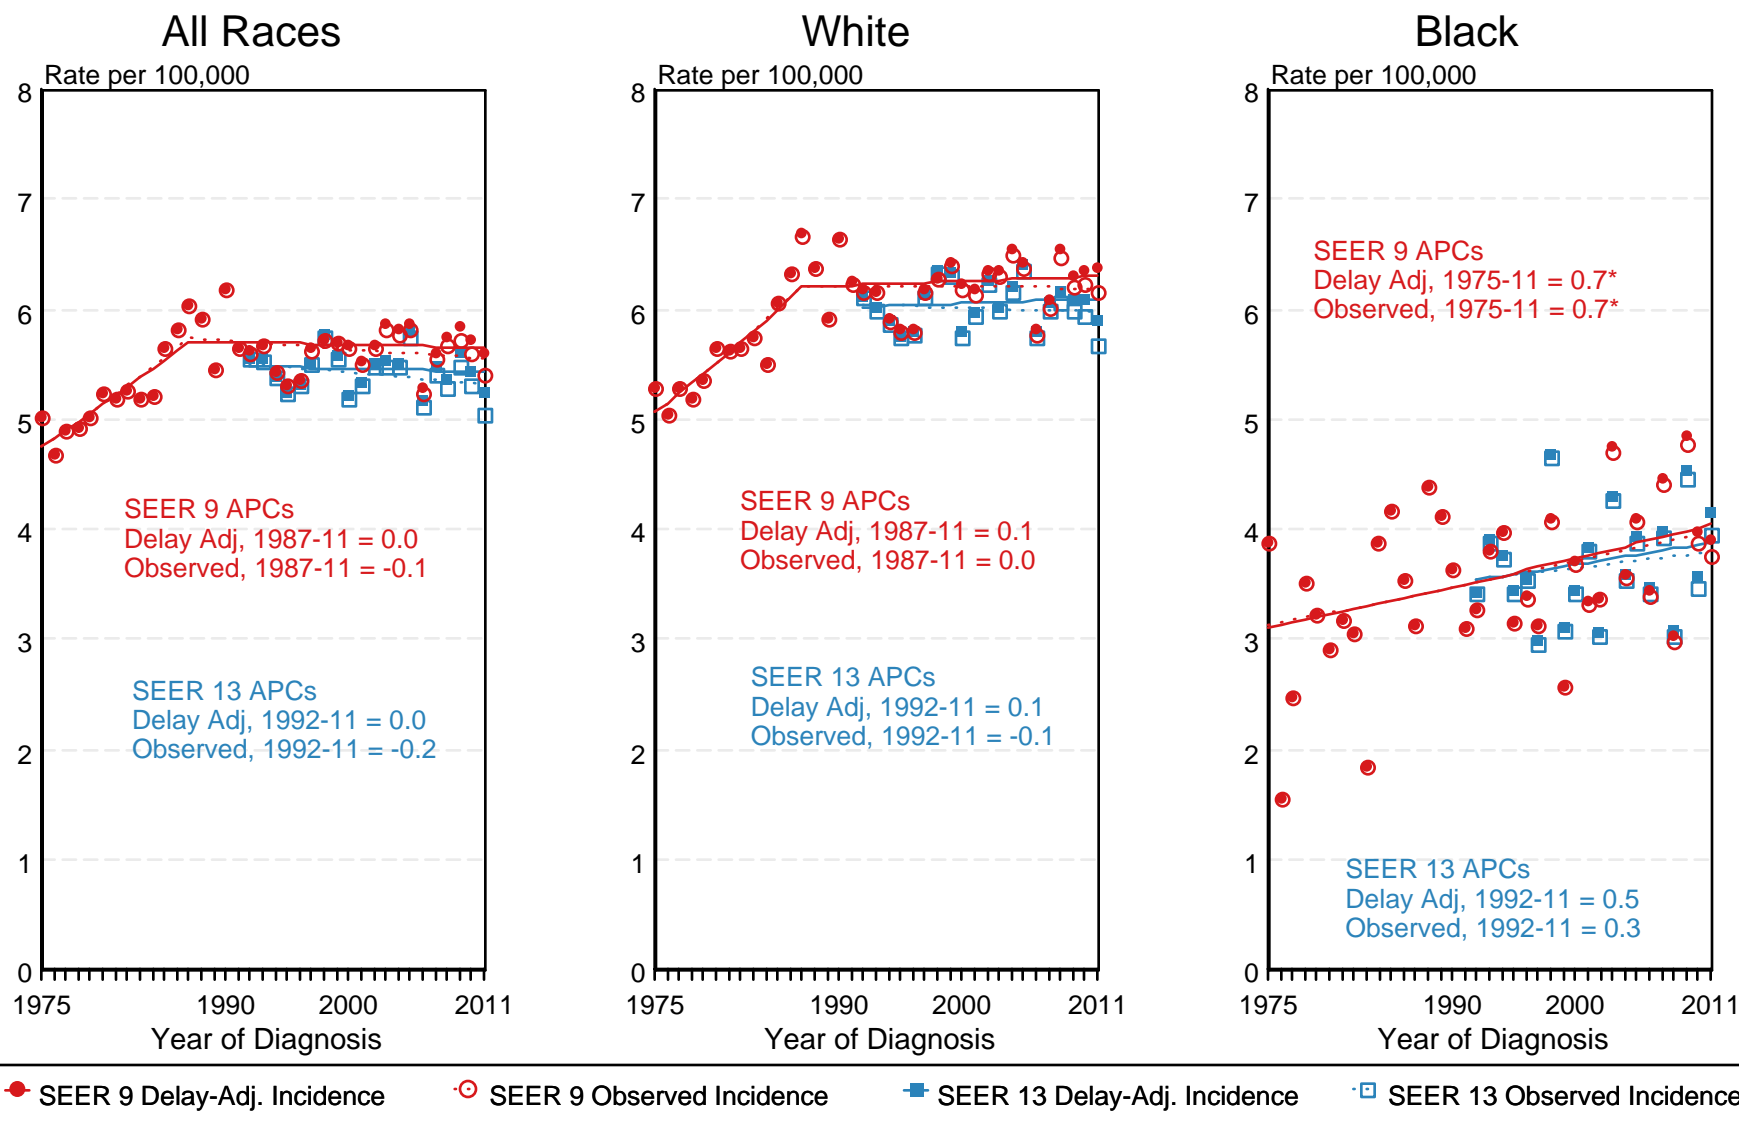 All Races
Rate per 100,000
8
7
6
5
4
3
2
1
0
SEER 9 APCs
Delay Adj, 1987-11 = 0.0
Observed, 1987-11 = -0.1
SEER 13 APCs
Delay Adj, 1992-11 = 0.0
Observed, 1992-11 = -0.2
1975 1990 2000 2011
Year of Diagnosis
White
Rate per 100,000
8
7
6
5
4
3
2
1
0
SEER 9 APCs
Delay Adj, 1987-11 = 0.1
Observed, 1987-11 = 0.0
SEER 13 APCs
Delay Adj, 1992-11 = 0.1
Observed, 1992-11 = -0.1
1975 1990 2000 2011
Year of Diagnosis
Black
Rate per 100,000
8
7
6
5
4
3
2
1
0
SEER 9 APCs
Delay Adj, 1975-11 = 0.7*
Observed, 1975-11 = 0.7*
SEER 13 APCs
Delay Adj, 1992-11 = 0.5
Observed, 1992-11 = 0.3
1975 1990 2000 2011
Year of Diagnosis
SEER 9 Delay-Adj. Incidence
SEER 9 Observed Incidence
SEER 13 Delay-Adj. Incidence
SEER 13 Observed Incidence